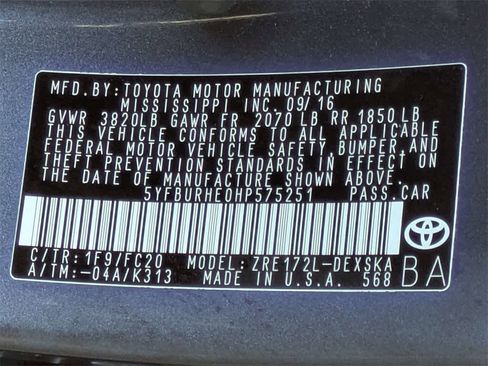 MFD. BY: TOYOTA MOTOR MANUFACTURING
MISSISSIPPI INC. 09/16
GVWR 3820LB GAWR FR 2070 LB RR 1850 LB
THIS VEHICLE CONFORMS TO ALL APPLICABLE
FEDERAL MOTOR VEHICLE SAFETY, BUMPER, AND
THEFT PREVENTION STANDARDS IN EFFECT
ON THE DATE OF MANUFACTURE SHOWN ABOVE.
5YFBURHE0HP575251 PASS.CAR
C/TR: 1F9/FC20 MODEL: ZRE172L-DEXSKA
A/TM: -04A/K313 MADE IN U.S.A. 568
BA